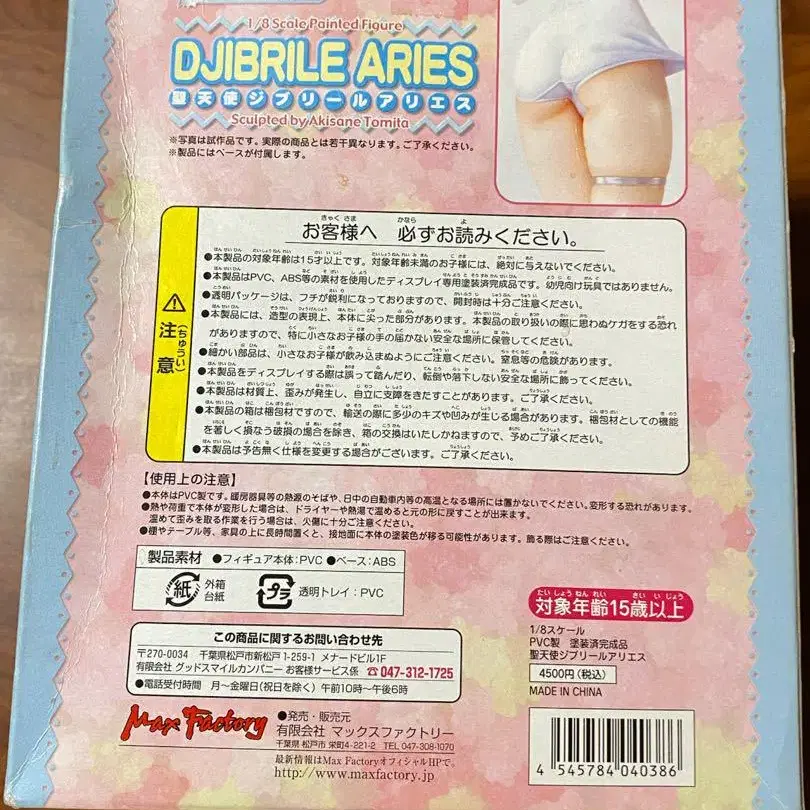 1/8 Scale Painted Figure
DJIBRILE ARIES
聖天使ジブリールアリエス
Sculpted by Akisane Tomita
※写真は試作品です。実際の商品とは若干異なります。ご了承ください。
※製品にはベースが付属します。
お客様へ 必ずお読みください。
注意
(ちゅうい)
●本製品の対象年齢は15才以上です。対象年齢未満のお子様には、絶対に与えないでください。
●本製品はPVC、ABS等の素材を使用したディスプレイ専用塗装済完成品です。幼児向け玩具ではありません。
●透明パッケージは、フチが鋭利になっておりますので、開封時は十分ご注意ください。
●本製品には、造型の表現上、本体に尖った部分があります。本製品の取り扱いの際に思わぬケガをする恐れ
がありますので、特に小さなお子様の手の届かない安全な場所に保管してください。
●細かい部品は、小さなお子様が飲み込まぬようにご注意ください。窒息等の危険があります。
●本製品をディスプレイする際は誤って踏んだり、転倒や落下しない安全な場所に飾ってください。
●本製品は材質上、歪みが発生し、自立に支障をきたすことがあります。ご了承ください。
●本製品の箱は梱包材ですので、輸送の際に多少のキズや凹みが生じる場合があります。梱包材としての機能
を著しく損なう破損の場合を除き、箱の交換はいたしかねますので、予めご了承ください。
●本製品は予告無く仕様を変更する場合がございます。ご了承ください。
【使用上の注意】
●本体はPVC製です。暖房器具等の熱源のそばや、日中の自動車内等の高温となる場所には置かないでください。変形する恐れがあります。
●熱や荷重で本体が変形した場合は、ドライヤーや熱湯で温めると元の形に戻すことが出来ます。
温めて歪みを取る作業を行う場合は、火傷に十分ご注意ください。
●棚やテーブル等、家具の上に長時間置くと、接地面に本体の塗装色が移る可能性があります。飾る際はご注意ください。
製品素材 ●フィギュア本体:PVC ●ベース:ABS
紙 外箱
台紙
プラ 透明トレイ:PVC
対象年齢15歳以上
たいしょうねんれい さいいじょう
この商品に関するお問い合わせ先
〒270-0034 千葉県松戸市新松戸1-259-1 メナードビル1F
有限会社 グッドスマイルカンパニー お客様サービス係 ☎047-312-1725
●電話受付時間 月〜金曜日(祝日を除く) 午前10時〜午後6時
1/8スケール
PVC製 塗装済完成品
聖天使ジブリールアリエス
4500円(税込)
MADE IN CHINA
Max Factory
●発売・販売元
有限会社 マックスファクトリー
千葉県 松戸市 栄町4-221-2 TEL 047-308-1070
最新情報はMax FactoryオフィシャルHPで。
http://www.maxfactory.jp
4 545784 040386